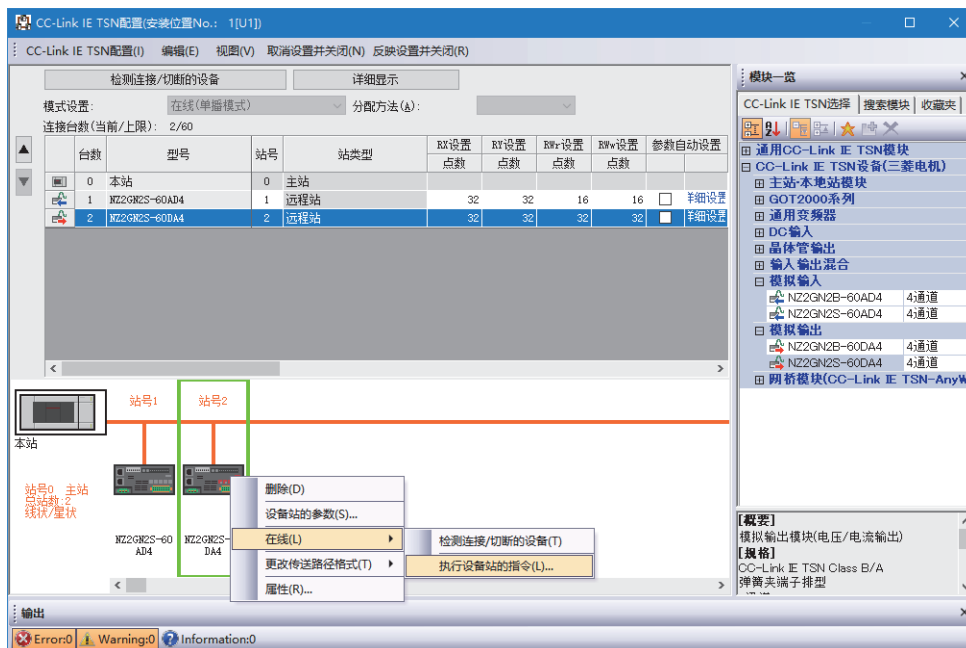 CC-Link IE TSN配置(安装位置No.： 1[U1])
CC-Link IE TSN配置(I) 编辑(E) 视图(V) 取消设置并关闭(N) 反映设置并关闭(R)
检测连接/切断的设备 详细显示
模式设置: 在线(单播模式) 分配方法(A):
连接台数(当前/上限): 2/60
台数 型号 站号 站类型 RX设置 RY设置 RWr设置 RWw设置 参数自动设置
点数 点数 点数 点数
0 本站 0 主站
1 NZ2GN2S-60AD4 1 远程站 32 32 16 16 详细设置
2 NZ2GN2S-60DA4 2 远程站 32 32 32 32 详细设置
站号1 站号2
本站
站号0 主站
总站数:2
线状/星状
NZ2GN2S-60
AD4
NZ2GN2S-
DA4
删除(D)
设备站的参数(S)...
在线(L)
更改传送路径格式(T)
属性(R)...
检测连接/切断的设备(T)
执行设备站的指令(L)...
模块一览
CC-Link IE TSN选择 搜索模块 收藏夹
通用CC-Link IE TSN模块
CC-Link IE TSN设备(三菱电机)
主站·本地站模块
GOT2000系列
通用变频器
DC输入
晶体管输出
输入输出混合
模拟输入
NZ2GN2B-60AD4 4通道
NZ2GN2S-60AD4 4通道
模拟输出
NZ2GN2B-60DA4 4通道
NZ2GN2S-60DA4 4通道
网桥模块(CC-Link IE TSN-AnyW
[概要]
模拟输出模块(电压/电流输出)
[规格]
CC-Link IE TSN Class B/A
弹簧夹端子排型
输出
Error:0 Warning:0 Information:0